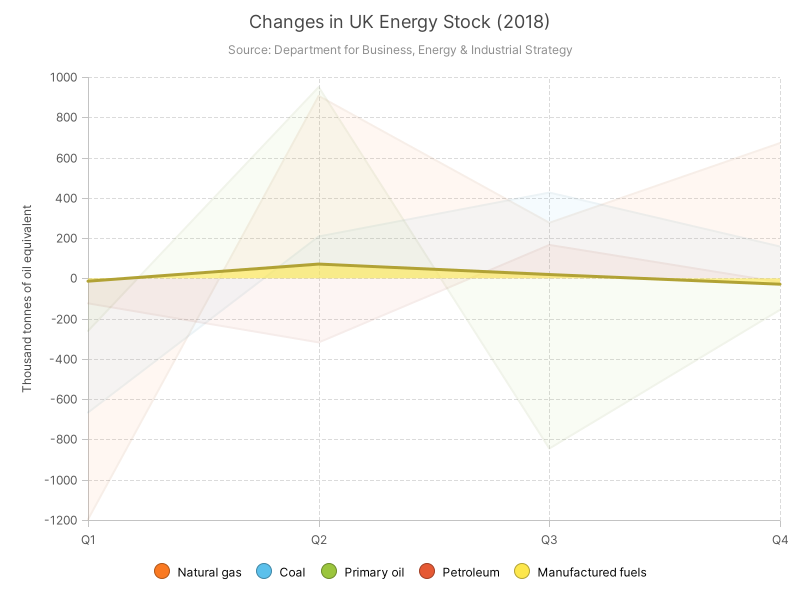 Changes in UK Energy Stock (2018)
Source: Department for Business, Energy & Industrial Strategy
Thousand tonnes of oil equivalent
1000
800
600
400
200
0
-200
-400
-600
-800
-1000
-1200
Q1 Q2 Q3 Q4
Natural gas Coal Primary oil Petroleum Manufactured fuels